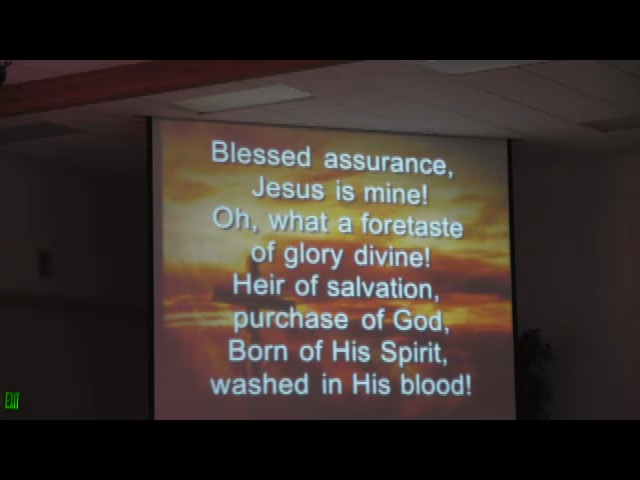 Blessed assurance,
Jesus is mine!
Oh, what a foretaste
of glory divine!
Heir of salvation,
purchase of God,
Born of His Spirit,
washed in His blood!
EXIT